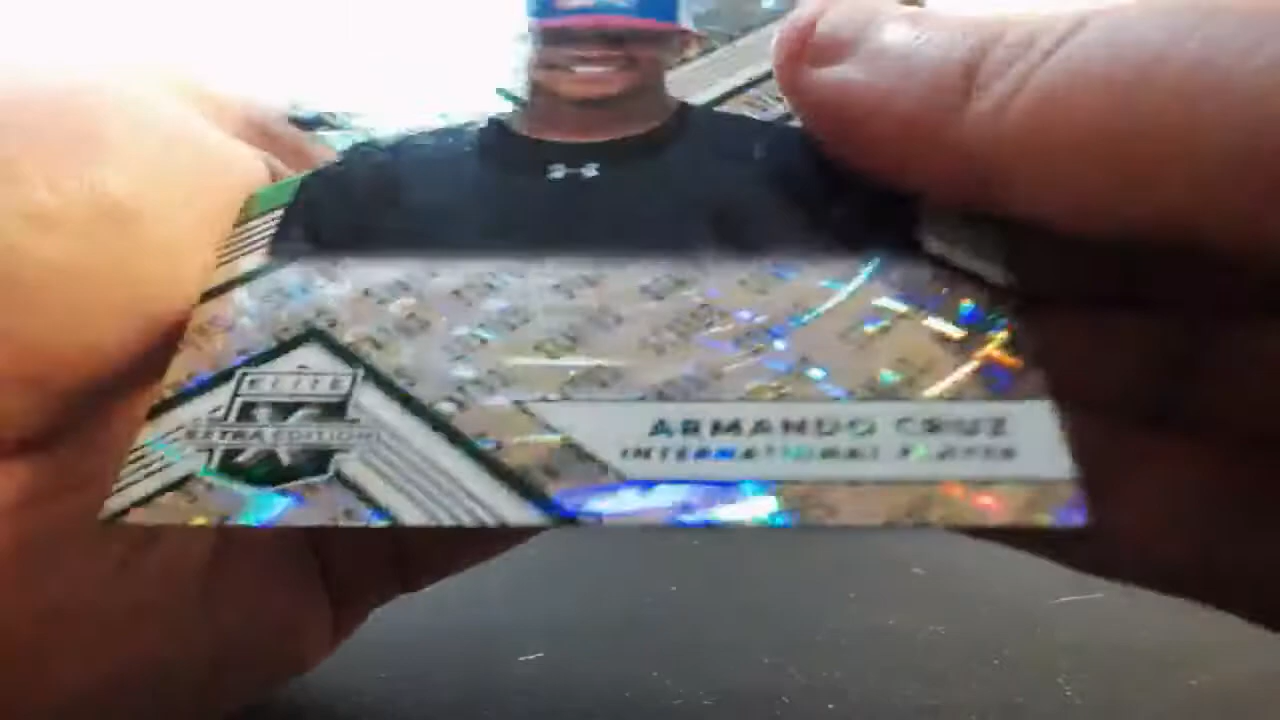 ELITE
EXTRA EDITION
ARMANDO CRUZ
INTERNATIONAL PLAYER